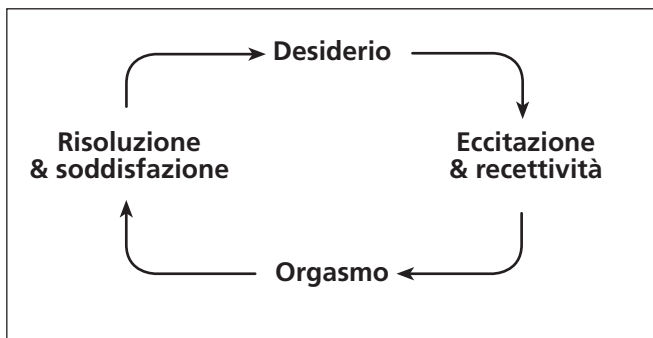 Desiderio
Risoluzione
& soddisfazione
Eccitazione
& recettività
Orgasmo